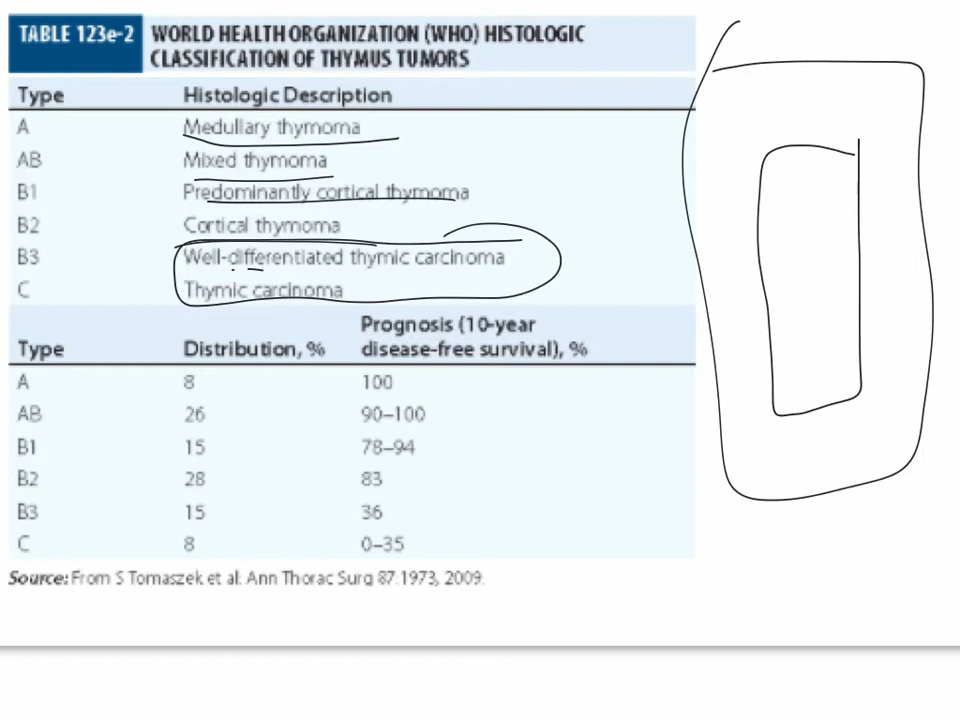 TABLE 123e-2 WORLD HEALTH ORGANIZATION (WHO) HISTOLOGIC
CLASSIFICATION OF THYMUS TUMORS
Type Histologic Description
A Medullary thymoma
AB Mixed thymoma
B1 Predominantly cortical thymoma
B2 Cortical thymoma
B3 Well-differentiated thymic carcinoma
C Thymic carcinoma
Type Distribution, % Prognosis (10-year
disease-free survival), %
A 8 100
AB 26 90–100
B1 15 78–94
B2 28 83
B3 15 36
C 8 0–35
Source: From S Tomaszek et al. Ann Thorac Surg 87:1973, 2009.